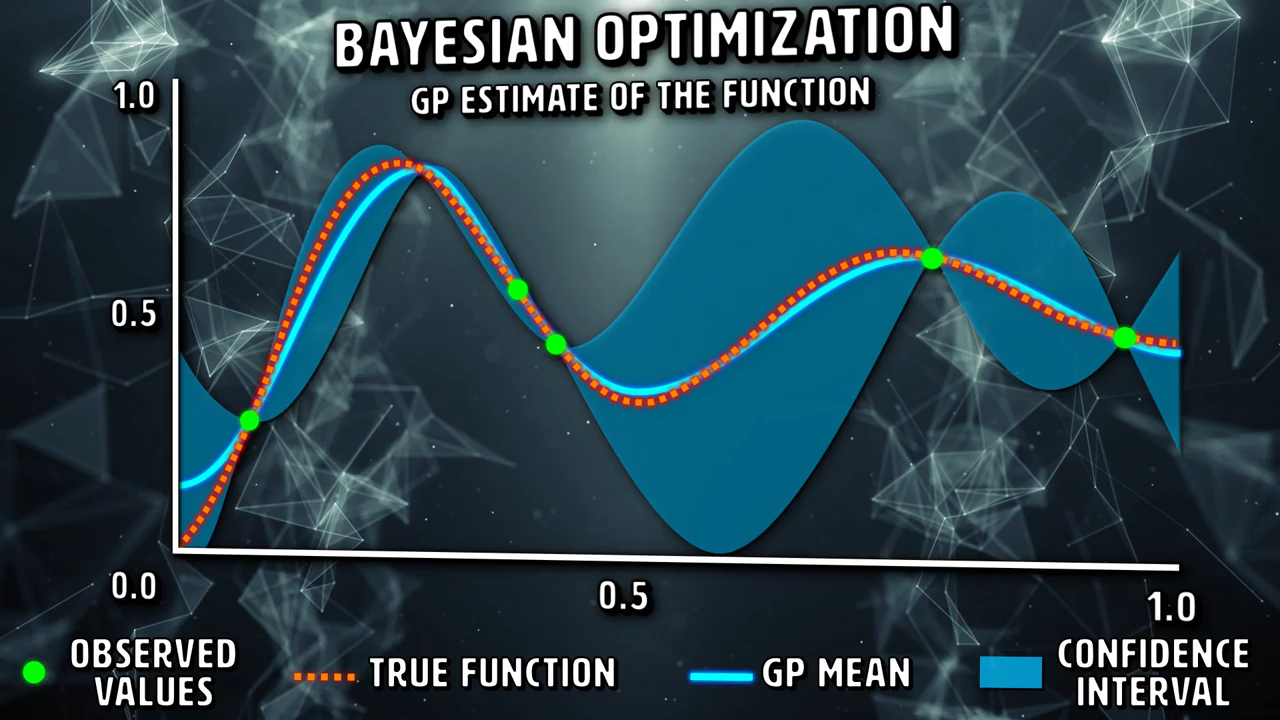 BAYESIAN OPTIMIZATION
GP ESTIMATE OF THE FUNCTION
1.0
0.5
0.0
0.5
1.0
OBSERVED
VALUES
TRUE FUNCTION
GP MEAN
CONFIDENCE
INTERVAL